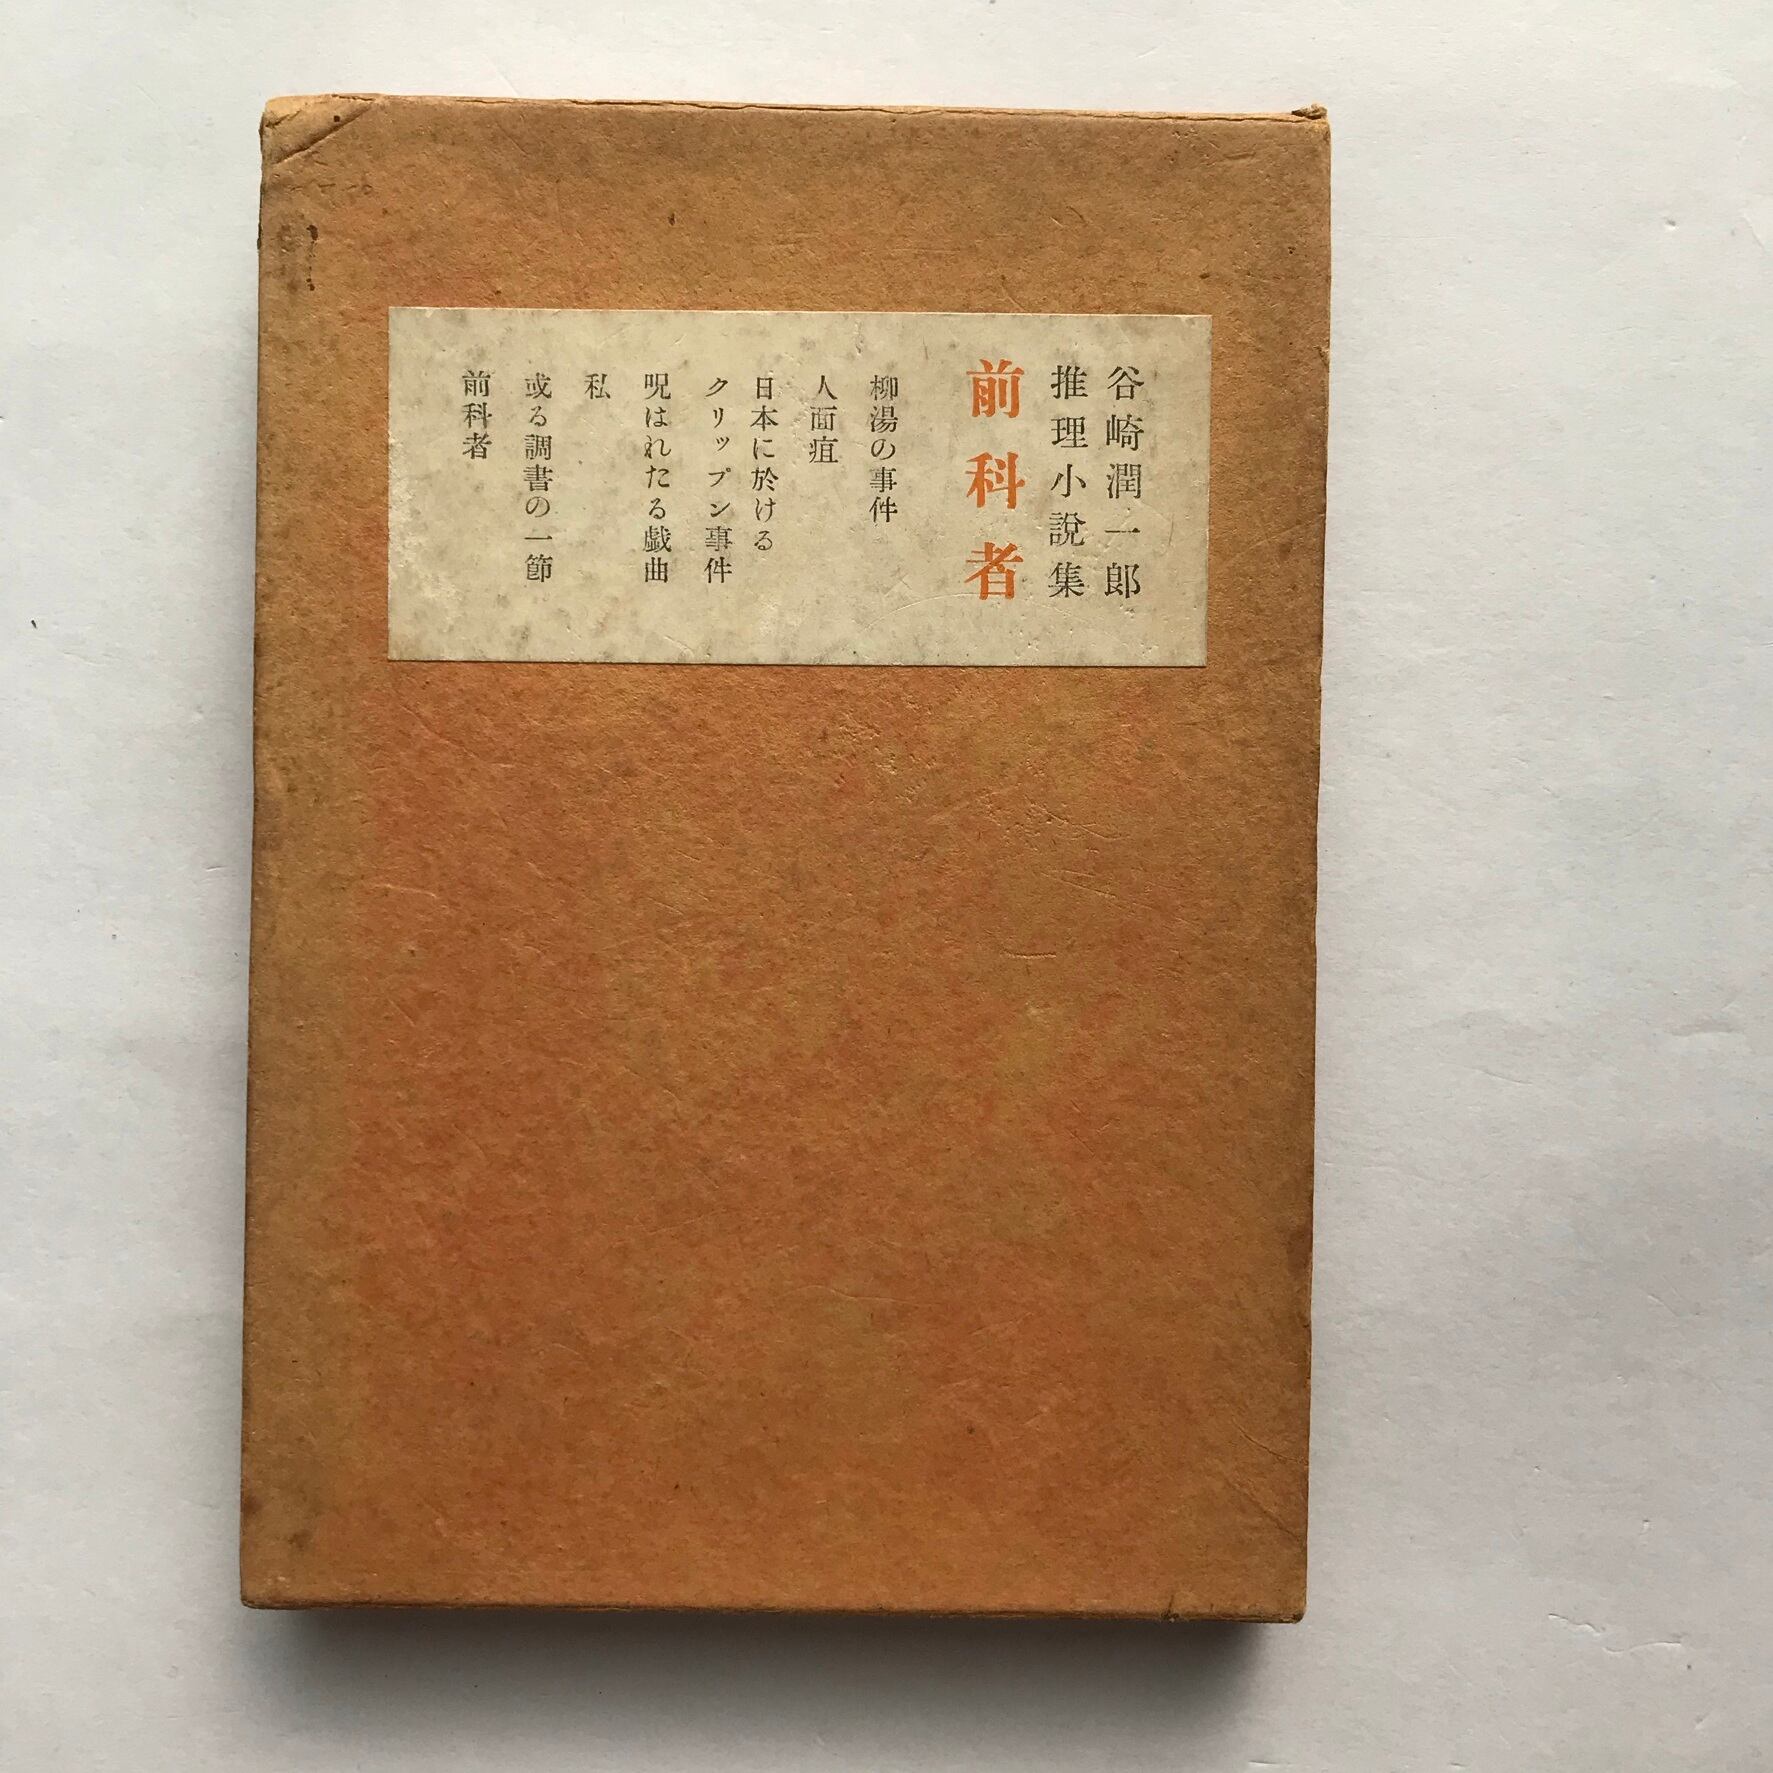 谷崎潤一郎
推理小說集
前科者
柳湯の事件
人面疽
日本に於ける
クリップン事件
呪はれたる戯曲
私
或る調書の一節
前科者